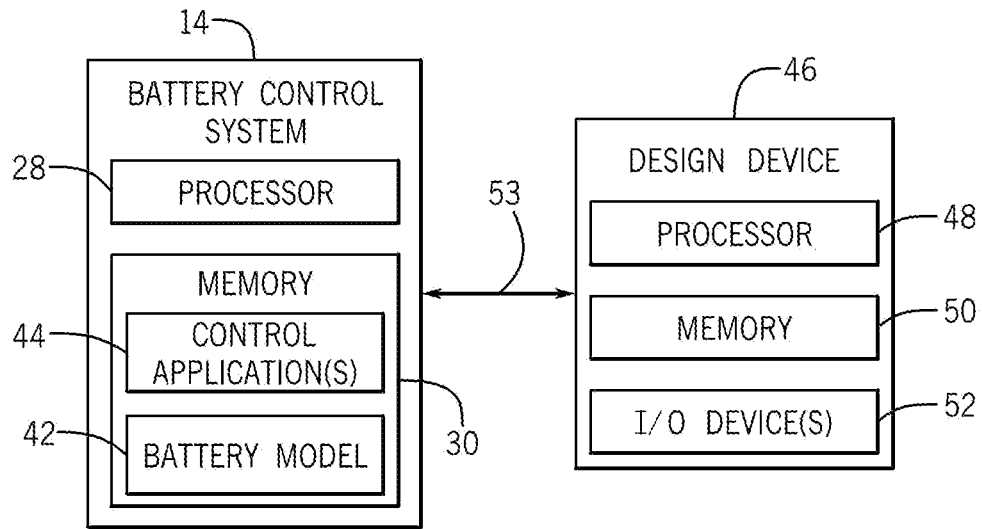 14
BATTERY CONTROL
SYSTEM
28
PROCESSOR
MEMORY
44
CONTROL
APPLICATION(S)
30
42
BATTERY MODEL
53
46
DESIGN DEVICE
PROCESSOR
48
MEMORY
50
I/O DEVICE(S)
52